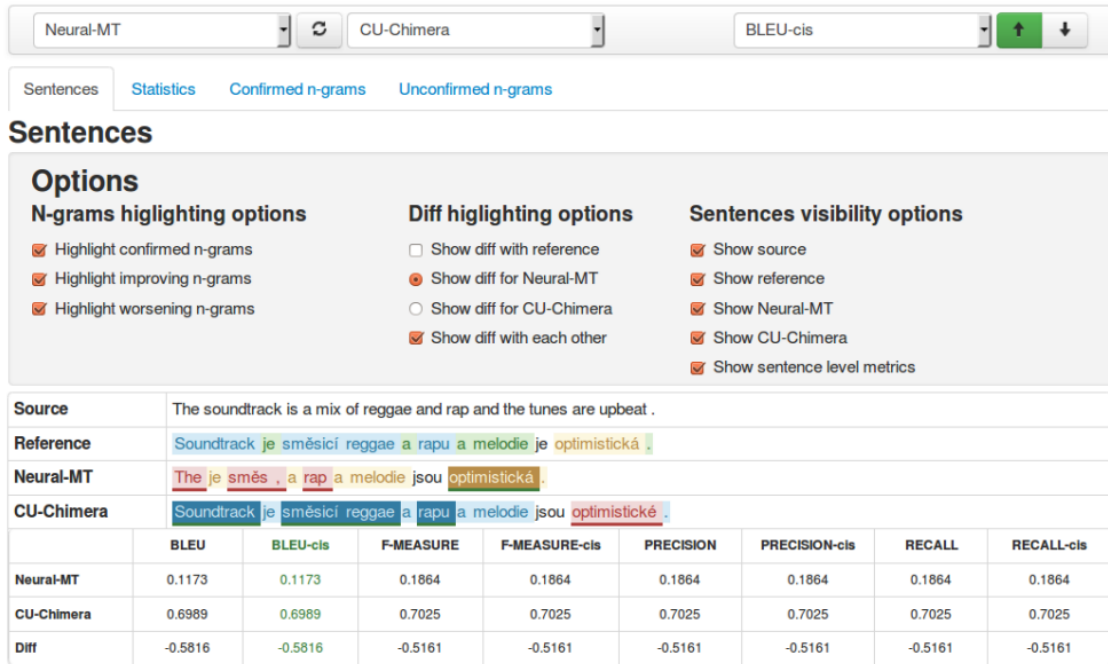 Neural-MT CU-Chimera BLEU-cis
Sentences Statistics Confirmed n-grams Unconfirmed n-grams
Sentences
Options
N-grams higlighting options Diff higlighting options Sentences visibility options
Highlight confirmed n-grams Show diff with reference Show source
Highlight improving n-grams Show diff for Neural-MT Show reference
Highlight worsening n-grams Show diff for CU-Chimera Show Neural-MT
Show diff with each other Show CU-Chimera
Show sentence level metrics
Source The soundtrack is a mix of reggae and rap and the tunes are upbeat .
Reference Soundtrack je směsicí reggae a rapu a melodie je optimistická .
Neural-MT The je směs , a rap a melodie jsou optimistická .
CU-Chimera Soundtrack je směsicí reggae a rapu a melodie jsou optimistické .
BLEU BLEU-cis F-MEASURE F-MEASURE-cis PRECISION PRECISION-cis RECALL RECALL-cis
Neural-MT 0.1173 0.1173 0.1864 0.1864 0.1864 0.1864 0.1864 0.1864
CU-Chimera 0.6989 0.6989 0.7025 0.7025 0.7025 0.7025 0.7025 0.7025
Diff -0.5816 -0.5816 -0.5161 -0.5161 -0.5161 -0.5161 -0.5161 -0.5161